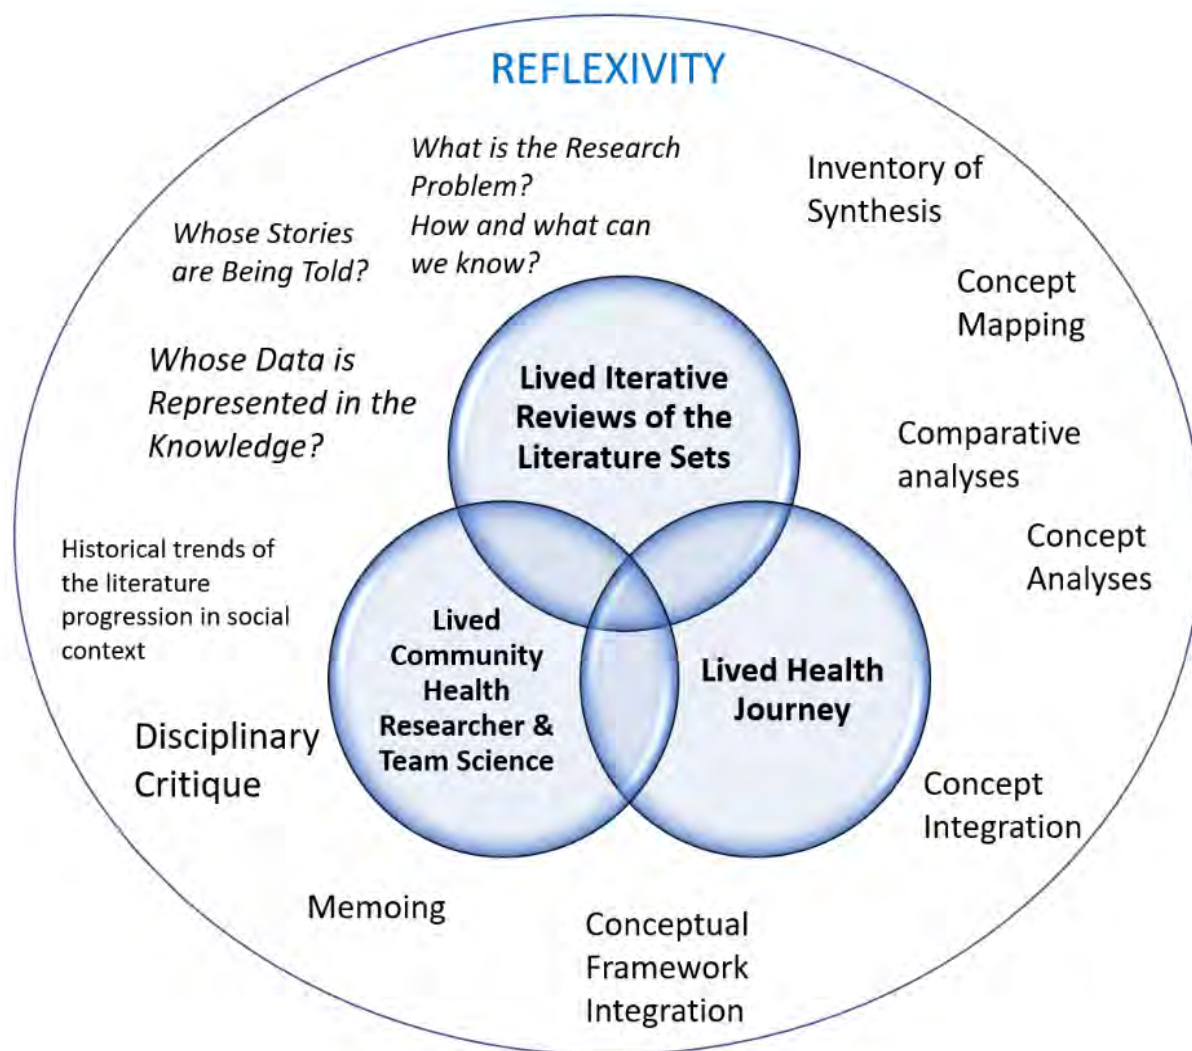 REFLEXIVITY
What is the Research
Problem?
How and what can
we know?
Whose Stories
are Being Told?
Whose Data is
Represented in the
Knowledge?
Historical trends of
the literature
progression in social
context
Disciplinary
Critique
Memoing
Conceptual
Framework
Integration
Inventory of
Synthesis
Concept
Mapping
Comparative
analyses
Concept
Analyses
Concept
Integration
Lived Iterative
Reviews of the
Literature Sets
Lived
Community
Health
Researcher &
Team Science
Lived Health
Journey